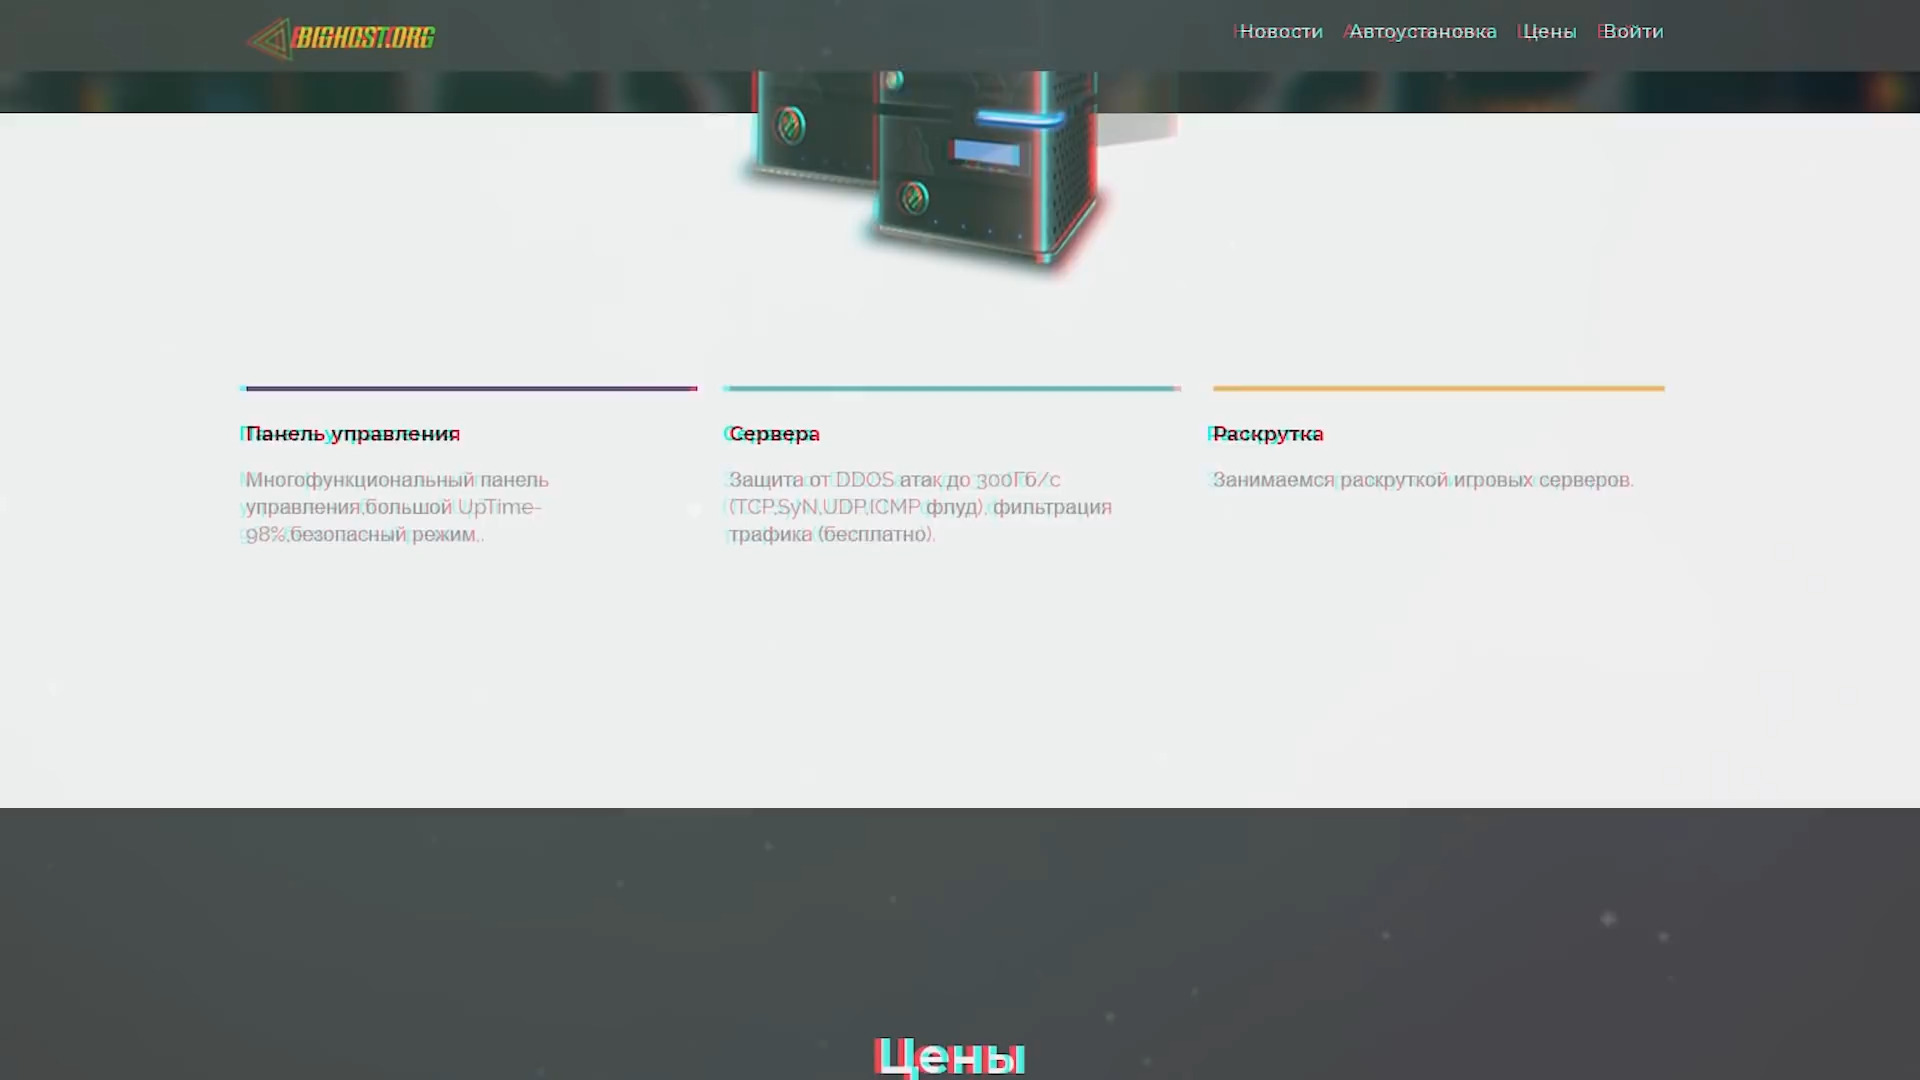 BIGHOST.ORG
Новости Автоустановка Цены Войти
Панель управления
Многофункциональный панель
управления,большой UpTime-
98%,безопасный режим,.
Сервера
Защита от DDOS атак до 300Гб/с
(TCP,SyN,UDP,ICMP флуд), фильтрация
трафика (бесплатно).
Раскрутка
Занимаемся раскруткой игровых серверов.
Цены